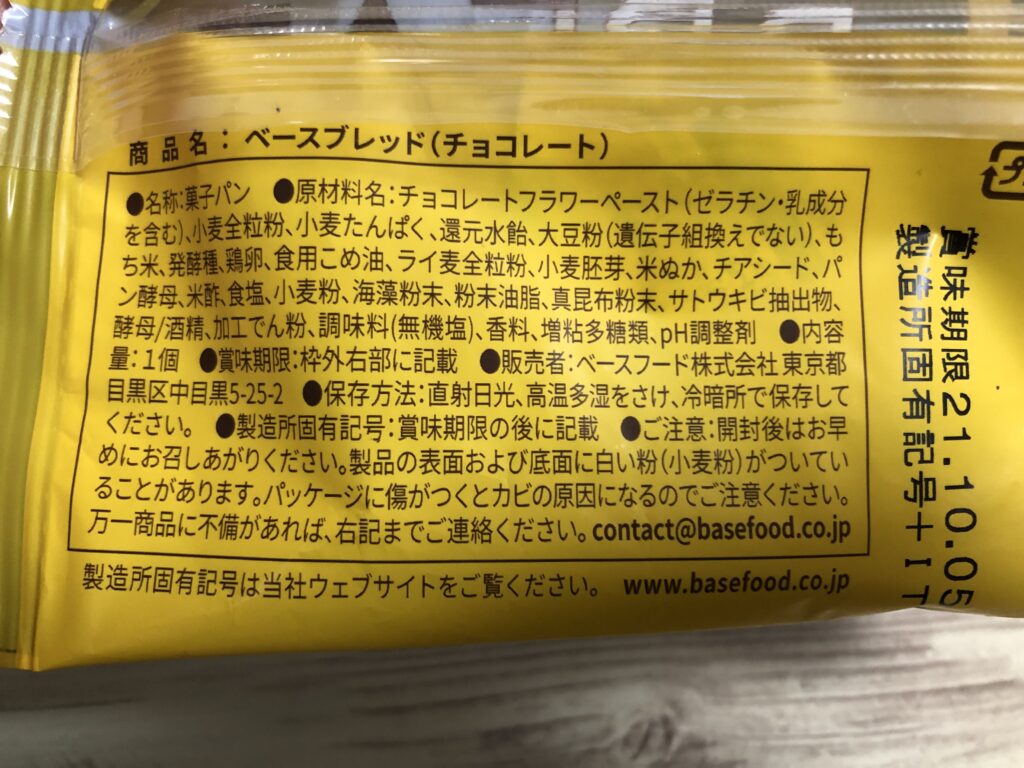 商品名：ベースブレッド（チョコレート）
●名称：菓子パン ●原材料名：チョコレートフラワーペースト（ゼラチン・乳成分
を含む）、小麦全粒粉、小麦たんぱく、還元水飴、大豆粉（遺伝子組換えでない）、も
ち米、発酵種、鶏卵、食用こめ油、ライ麦全粒粉、小麦胚芽、米ぬか、チアシード、パ
ン酵母、米酢、食塩、小麦粉、海藻粉末、粉末油脂、真昆布粉末、サトウキビ抽出物、
酵母/酒精、加工でん粉、調味料（無機塩）、香料、増粘多糖類、pH調整剤 ●内容
量：1個 ●賞味期限：枠外右部に記載 ●販売者：ベースフード株式会社 東京都
目黒区中目黒5-25-2 ●保存方法：直射日光、高温多湿をさけ、冷暗所で保存して
ください。 ●製造所固有記号：賞味期限の後に記載 ●ご注意：開封後はお早
めにお召しあがりください。製品の表面および底面に白い粉（小麦粉）がついてい
ることがあります。パッケージに傷がつくとカビの原因になるのでご注意ください。
万一商品に不備があれば、右記までご連絡ください。contact@basefood.co.jp
製造所固有記号は当社ウェブサイトをご覧ください。 www.basefood.co.jp
賞味期限21.10.05
製造所固有記号＋IT